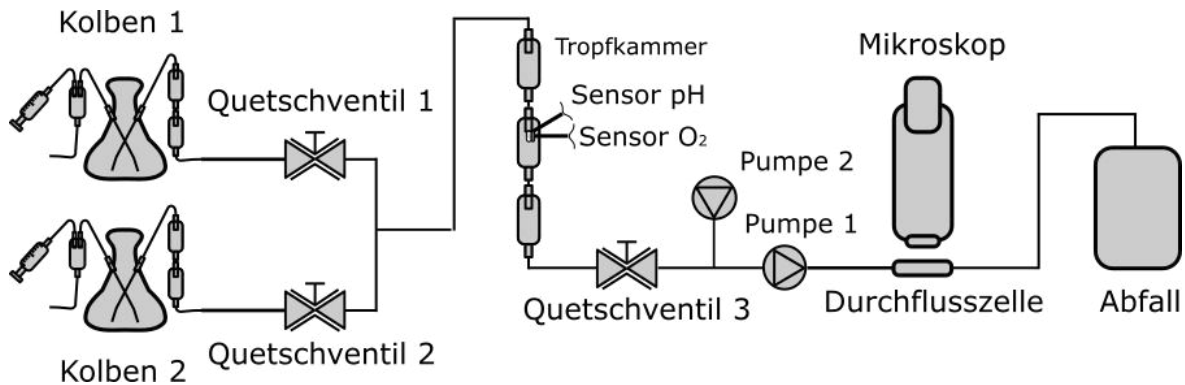 Kolben 1
Quetschventil 1
Tropfkammer
Sensor pH
Sensor O₂
Mikroskop
Pumpe 2
Pumpe 1
Quetschventil 3
Durchflusszelle
Abfall
Quetschventil 2
Kolben 2